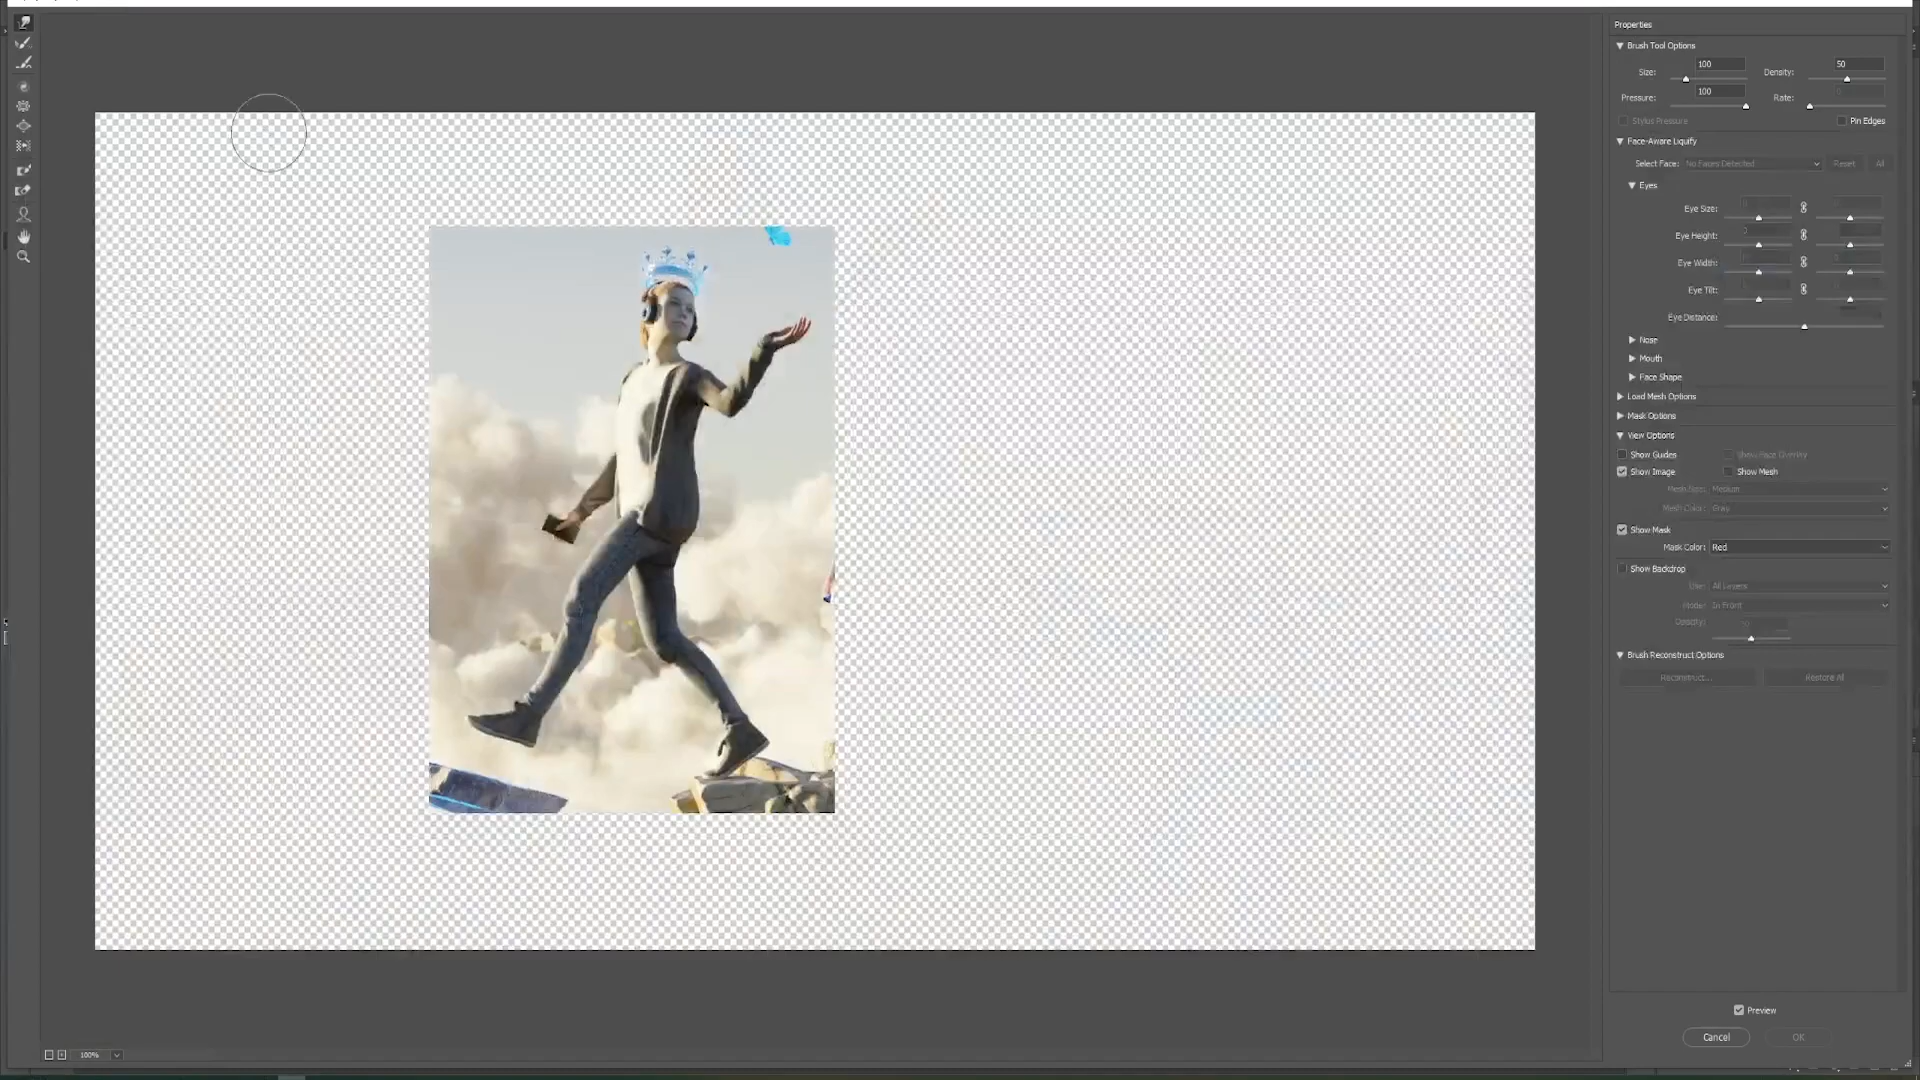 Properties
Brush Tool Options
Size: 100 Density: 50
Pressure: 100 Rate: 0
Stylus Pressure Pin Edges
Face-Aware Liquify
Select Face: No Faces Detected Reset All
Eyes
Eye Size:
Eye Height:
Eye Width:
Eye Tilt:
Eye Distance:
Nose
Mouth
Face Shape
Load Mesh Options
Mask Options
View Options
Show Guides Show Face Overlay
Show Image Show Mesh
Mesh Size: Medium
Mesh Color: Gray
Show Mask
Mask Color: Red
Show Backdrop
Use: All Layers
Mode: In Front
Opacity:
Brush Reconstruct Options
Reconstruct... Restore All
Preview
Cancel OK
100%